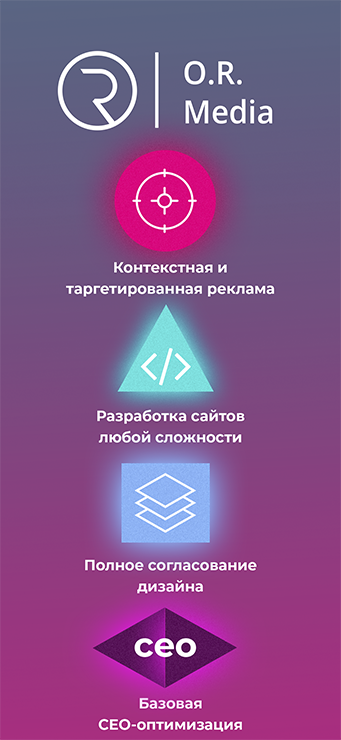 O.R.
Media
Контекстная и
таргетированная реклама
</>
Разработка сайтов
любой сложности
Полное согласование
дизайна
сео
Базовая
СЕО-оптимизация